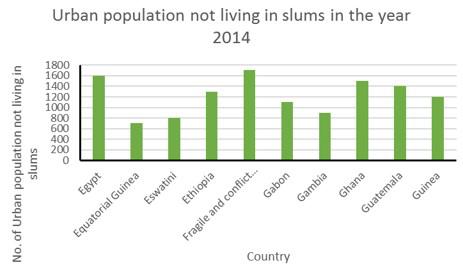 Urban population not living in slums in the year
2014
No. of Urban population not living in
slums
1800
1600
1400
1200
1000
800
600
400
200
0
Egypt
Equatorial Guinea
Eswatini
Ethiopia
Fragile and conflict...
Gabon
Gambia
Ghana
Guatemala
Guinea
Country